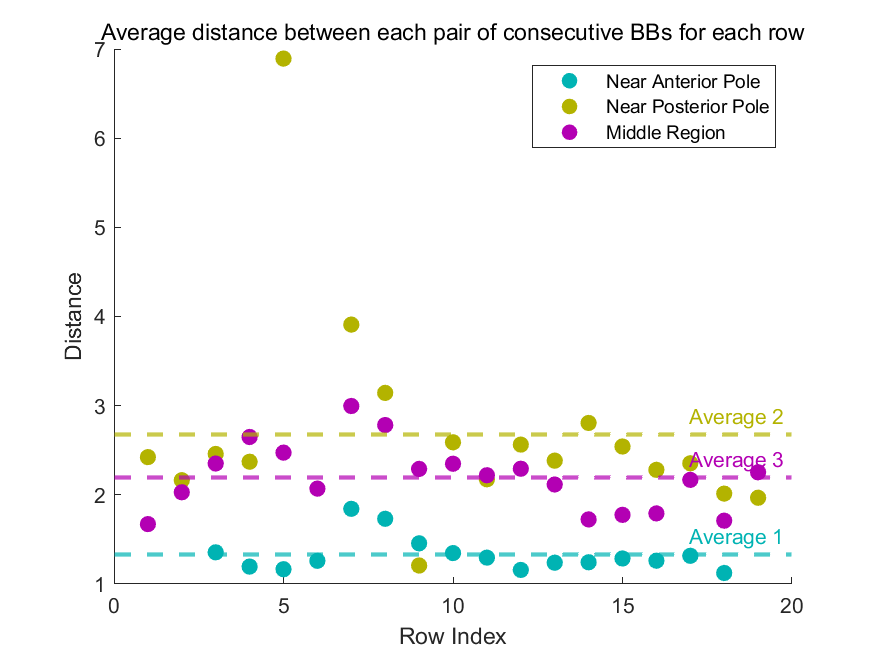 Average distance between each pair of consecutive BBs for each row
7
6
5
4
3
2
1
Distance
Near Anterior Pole
Near Posterior Pole
Middle Region
Average 2
Average 3
Average 1
0
5
10
15
20
Row Index